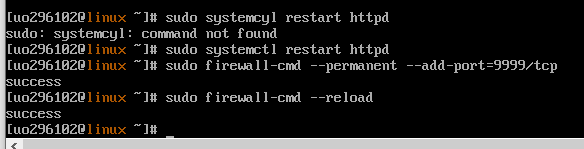 [uo296102@linux ~]# sudo systemcyl restart httpd
sudo: systemcyl: command not found
[uo296102@linux ~]# sudo systemctl restart httpd
[uo296102@linux ~]# sudo firewall-cmd --permanent --add-port=9999/tcp
success
[uo296102@linux ~]# sudo firewall-cmd --reload
success
[uo296102@linux ~]# _